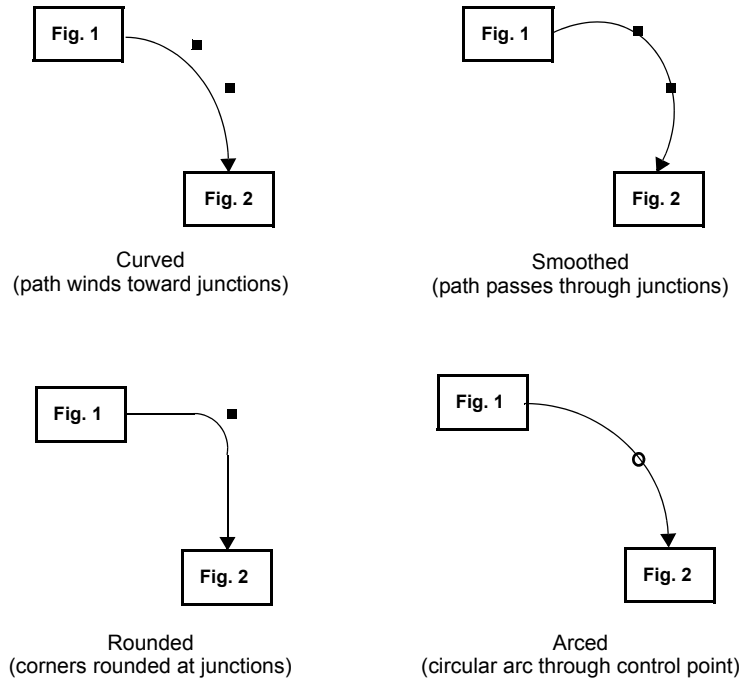 Fig. 1
Fig. 2
Curved
(path winds toward junctions)
Fig. 1
Fig. 2
Smoothed
(path passes through junctions)
Fig. 1
Fig. 2
Rounded
(corners rounded at junctions)
Fig. 1
Fig. 2
Arced
(circular arc through control point)